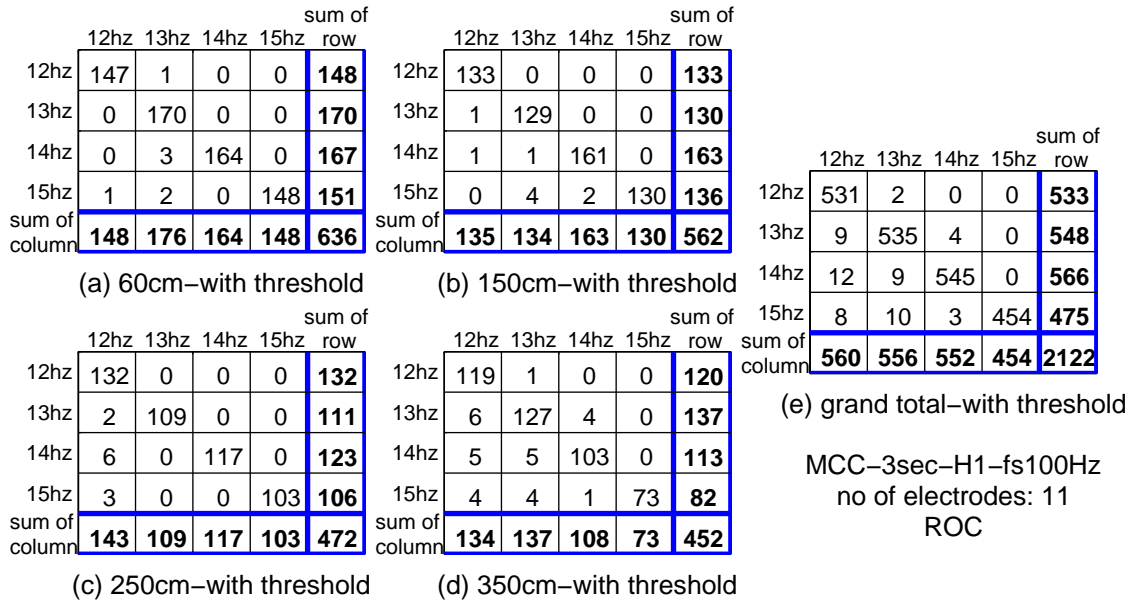 sum of
12hz 13hz 14hz 15hz row
12hz 147 1 0 0 148
13hz 0 170 0 0 170
14hz 0 3 164 0 167
15hz 1 2 0 148 151
sum of
column 148 176 164 148 636
(a) 60cm−with threshold
sum of
12hz 13hz 14hz 15hz row
12hz 133 0 0 0 133
13hz 1 129 0 0 130
14hz 1 1 161 0 163
15hz 0 4 2 130 136
sum of
column 135 134 163 130 562
(b) 150cm−with threshold
sum of
12hz 13hz 14hz 15hz row
12hz 132 0 0 0 132
13hz 2 109 0 0 111
14hz 6 0 117 0 123
15hz 3 0 0 103 106
sum of
column 143 109 117 103 472
(c) 250cm−with threshold
sum of
12hz 13hz 14hz 15hz row
12hz 119 1 0 0 120
13hz 6 127 4 0 137
14hz 5 5 103 0 113
15hz 4 4 1 73 82
sum of
column 134 137 108 73 452
(d) 350cm−with threshold
sum of
12hz 13hz 14hz 15hz row
12hz 531 2 0 0 533
13hz 9 535 4 0 548
14hz 12 9 545 0 566
15hz 8 10 3 454 475
sum of
column 560 556 552 454 2122
(e) grand total−with threshold
MCC−3sec−H1−fs100Hz
no of electrodes: 11
ROC